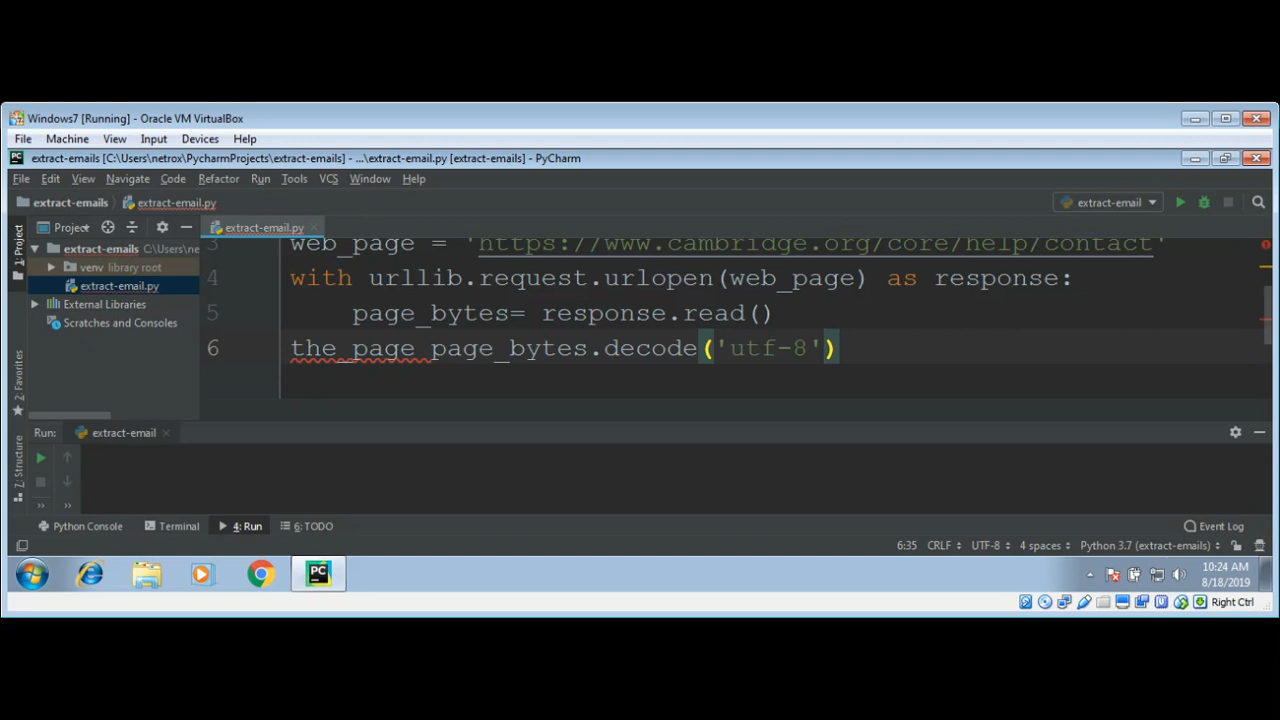 Windows7 [Running] - Oracle VM VirtualBox
File Machine View Input Devices Help
extract-emails [C:\Users\netrox\PycharmProjects\extract-emails] - ...\extract-email.py [extract-emails] - PyCharm
File Edit View Navigate Code Refactor Run Tools VCS Window Help
extract-emails extract-email.py extract-email
1: Project
Project extract-email.py
extract-emails C:\Users\ne
venv library root
extract-email.py
External Libraries
Scratches and Consoles
3 web_page = 'https://www.cambridge.org/core/help/contact'
4 with urllib.request.urlopen(web_page) as response:
5 page_bytes= response.read()
6 the_page page_bytes.decode('utf-8')
2: Favorites
Z: Structure
Run: extract-email
Python Console Terminal 4: Run 6: TODO Event Log
6:35 CRLF UTF-8 4 spaces Python 3.7 (extract-emails)
PC
10:24 AM
8/18/2019
Right Ctrl